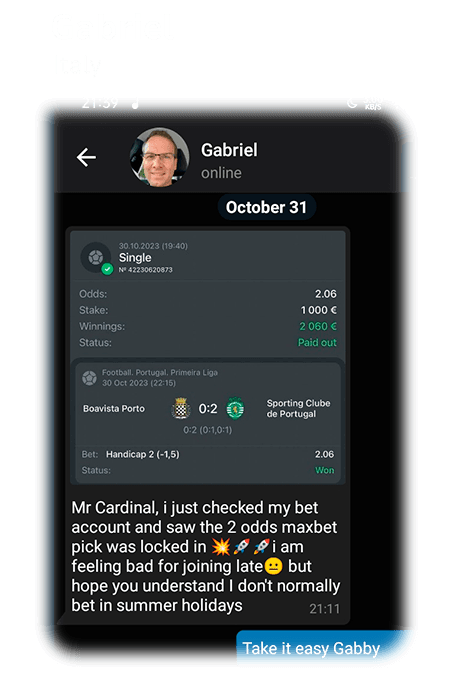 21:39
KB/S
Gabriel
online
October 31
30.10.2023 (19:40)
Single
Nº 42230620873
Odds: 2.06
Stake: 1 000 €
Winnings: 2 060 €
Status: Paid out
Football. Portugal. Primeira Liga
30 Oct 2023 (22:15)
Boavista Porto 0:2 Sporting Clube
de Portugal
0:2 (0:1,0:1)
Bet: Handicap 2 (-1,5) 2.06
Status: Won
Mr Cardinal, i just checked my bet
account and saw the 2 odds maxbet
pick was locked in 💥🚀🚀i am
feeling bad for joining late😐 but
hope you understand I don't normally
bet in summer holidays
21:11
Take it easy Gabby